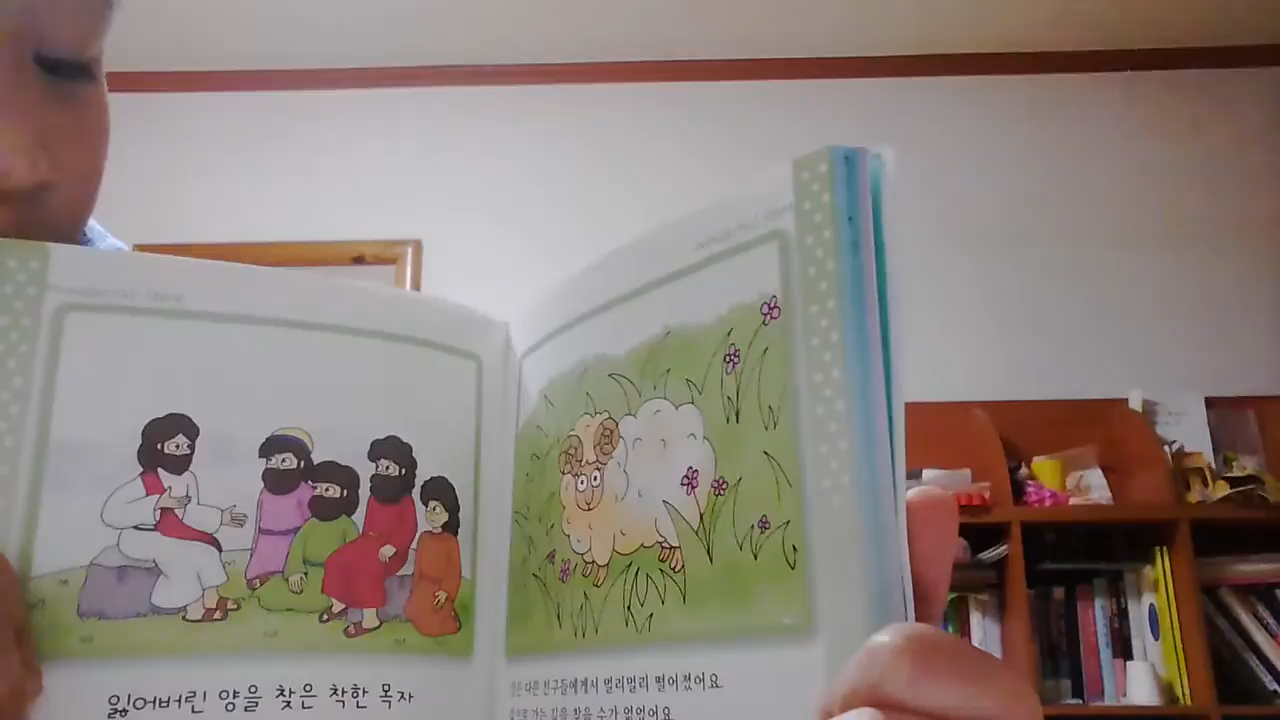 잃어버린 양을 찾은 착한 목자
다른 친구들에게서 멀리멀리 떨어졌어요
가는 길을 찾을 수가 없었어요